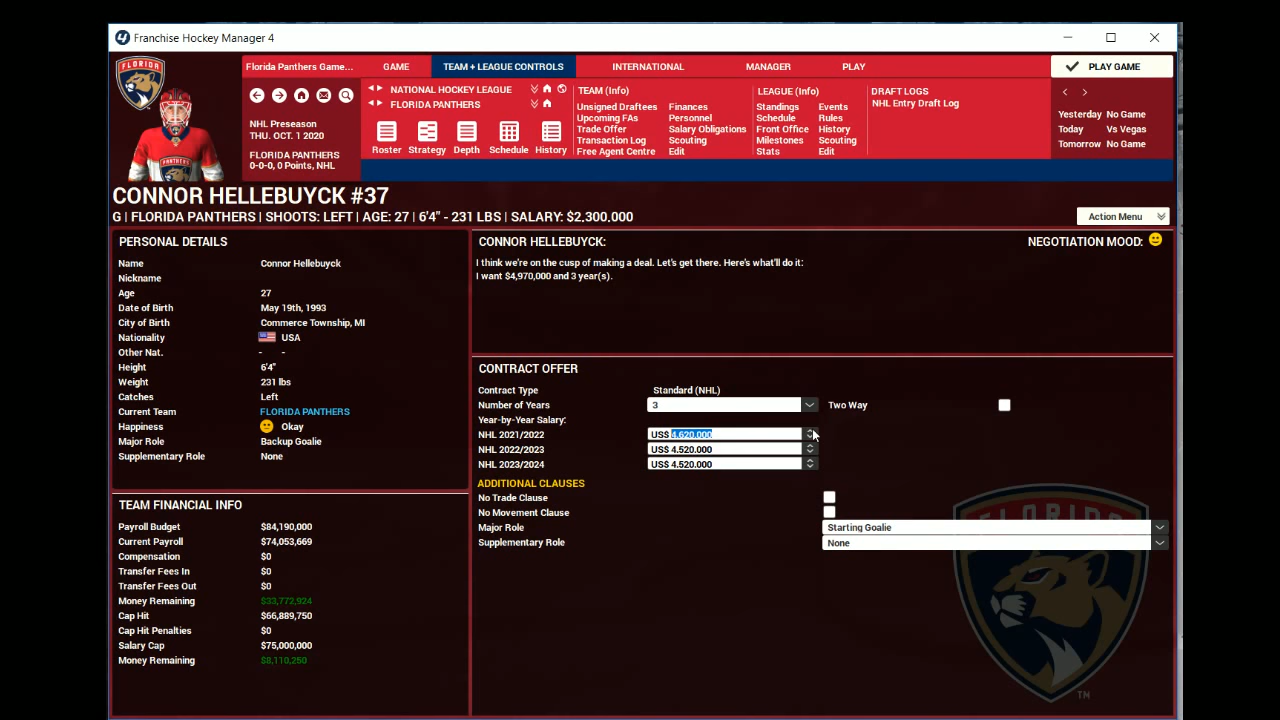 Franchise Hockey Manager 4
Florida Panthers Game...
GAME
TEAM + LEAGUE CONTROLS
INTERNATIONAL
MANAGER
PLAY
PLAY GAME
FLORIDA
NHL Preseason
THU. OCT. 1 2020
FLORIDA PANTHERS
0-0-0, 0 Points, NHL
NATIONAL HOCKEY LEAGUE
FLORIDA PANTHERS
Roster
Strategy
Depth
Schedule
History
TEAM (Info)
Unsigned Draftees
Upcoming FAs
Trade Offer
Transaction Log
Free Agent Centre
Finances
Personnel
Salary Obligations
Scouting
Edit
LEAGUE (Info)
Standings
Schedule
Front Office
Milestones
Stats
Events
Rules
History
Scouting
Edit
DRAFT LOGS
NHL Entry Draft Log
Yesterday No Game
Today Vs Vegas
Tomorrow No Game
CONNOR HELLEBUYCK #37
G | FLORIDA PANTHERS | SHOOTS: LEFT | AGE: 27 | 6'4" - 231 LBS | SALARY: $2,300,000
Action Menu
PERSONAL DETAILS
Name Connor Hellebuyck
Nickname
Age 27
Date of Birth May 19th, 1993
City of Birth Commerce Township, MI
Nationality USA
Other Nat. - -
Height 6'4"
Weight 231 lbs
Catches Left
Current Team FLORIDA PANTHERS
Happiness Okay
Major Role Backup Goalie
Supplementary Role None
TEAM FINANCIAL INFO
Payroll Budget $84,190,000
Current Payroll $74,053,669
Compensation $0
Transfer Fees In $0
Transfer Fees Out $0
Money Remaining $33,772,924
Cap Hit $66,889,750
Cap Hit Penalties $0
Salary Cap $75,000,000
Money Remaining $8,110,250
CONNOR HELLEBUYCK:
NEGOTIATION MOOD:
I think we're on the cusp of making a deal. Let's get there. Here's what'll do it:
I want $4,970,000 and 3 year(s).
CONTRACT OFFER
Contract Type Standard (NHL)
Number of Years 3 Two Way
Year-by-Year Salary:
NHL 2021/2022 US$ 4.620.000
NHL 2022/2023 US$ 4.520.000
NHL 2023/2024 US$ 4.520.000
ADDITIONAL CLAUSES
No Trade Clause
No Movement Clause
Major Role Starting Goalie
Supplementary Role None
FLORIDA
TM